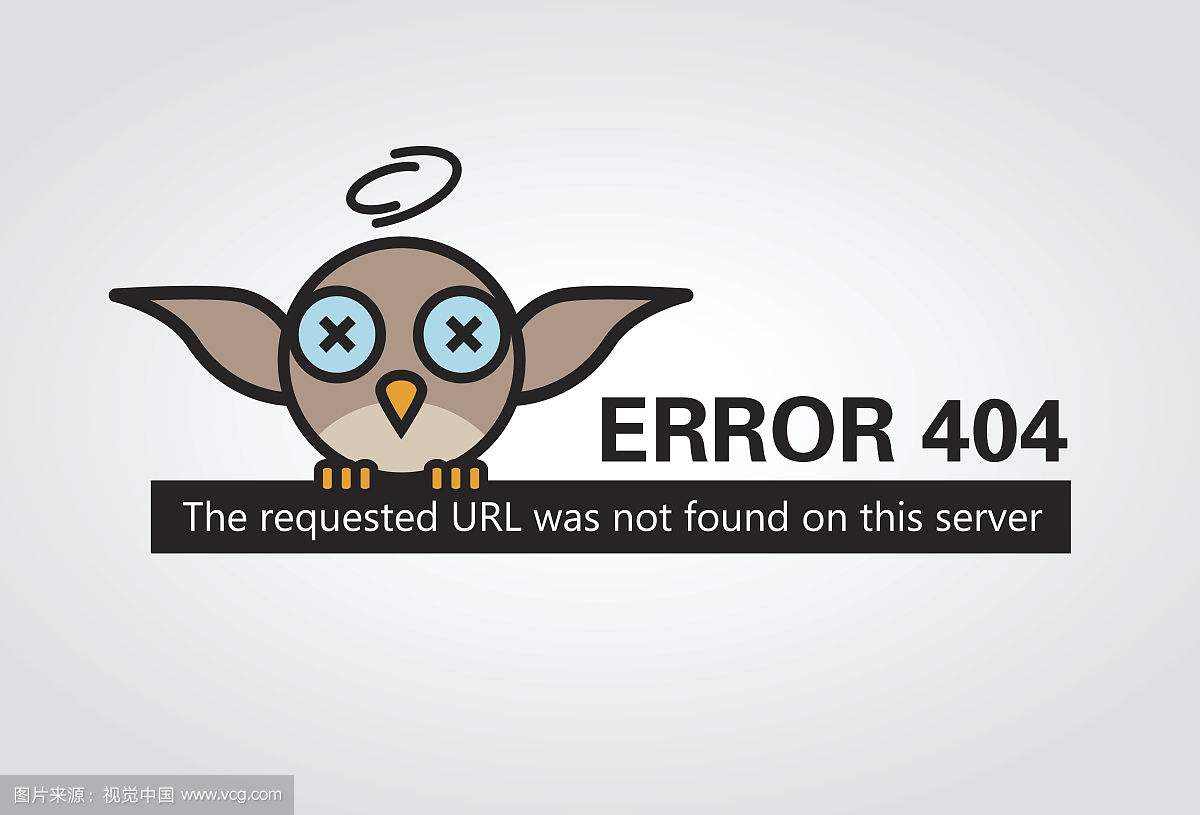 ERROR 404
The requested URL was not found on this server
图片来源：视觉中国 www.vcg.com